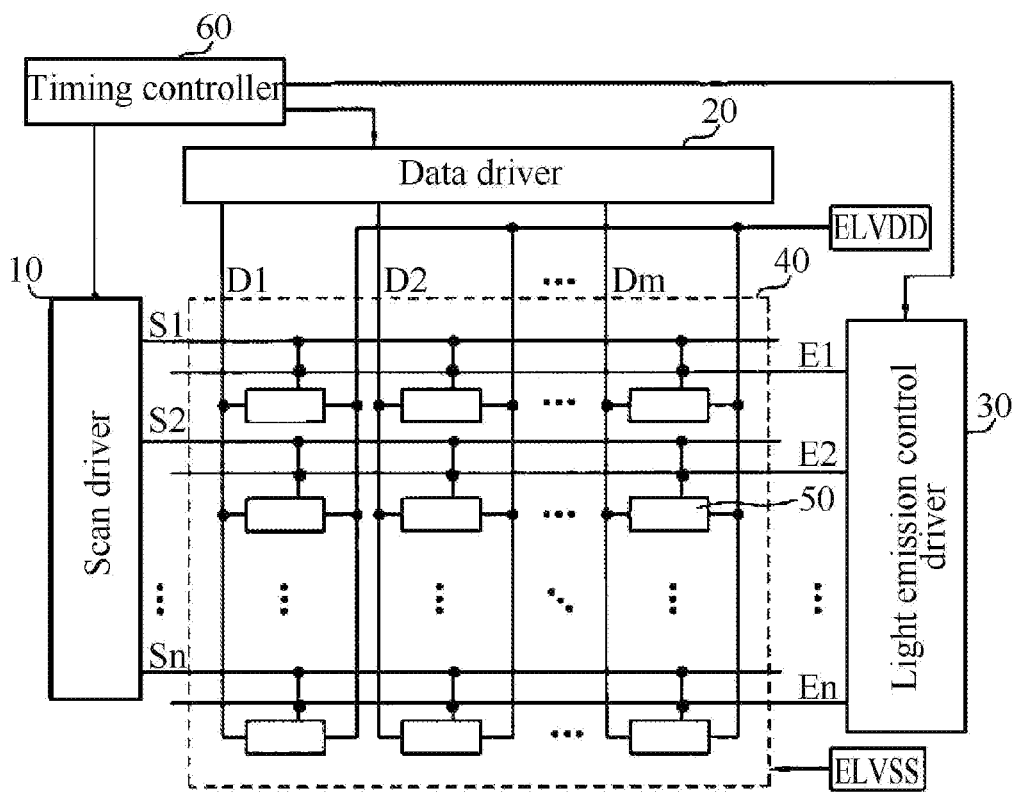 60
Timing controller
20
Data driver
ELVDD
10
D1 D2 ... Dm
40
S1
E1
30
S2
E2
50
Scan driver
Light emission control
driver
...
Sn
En
ELVSS